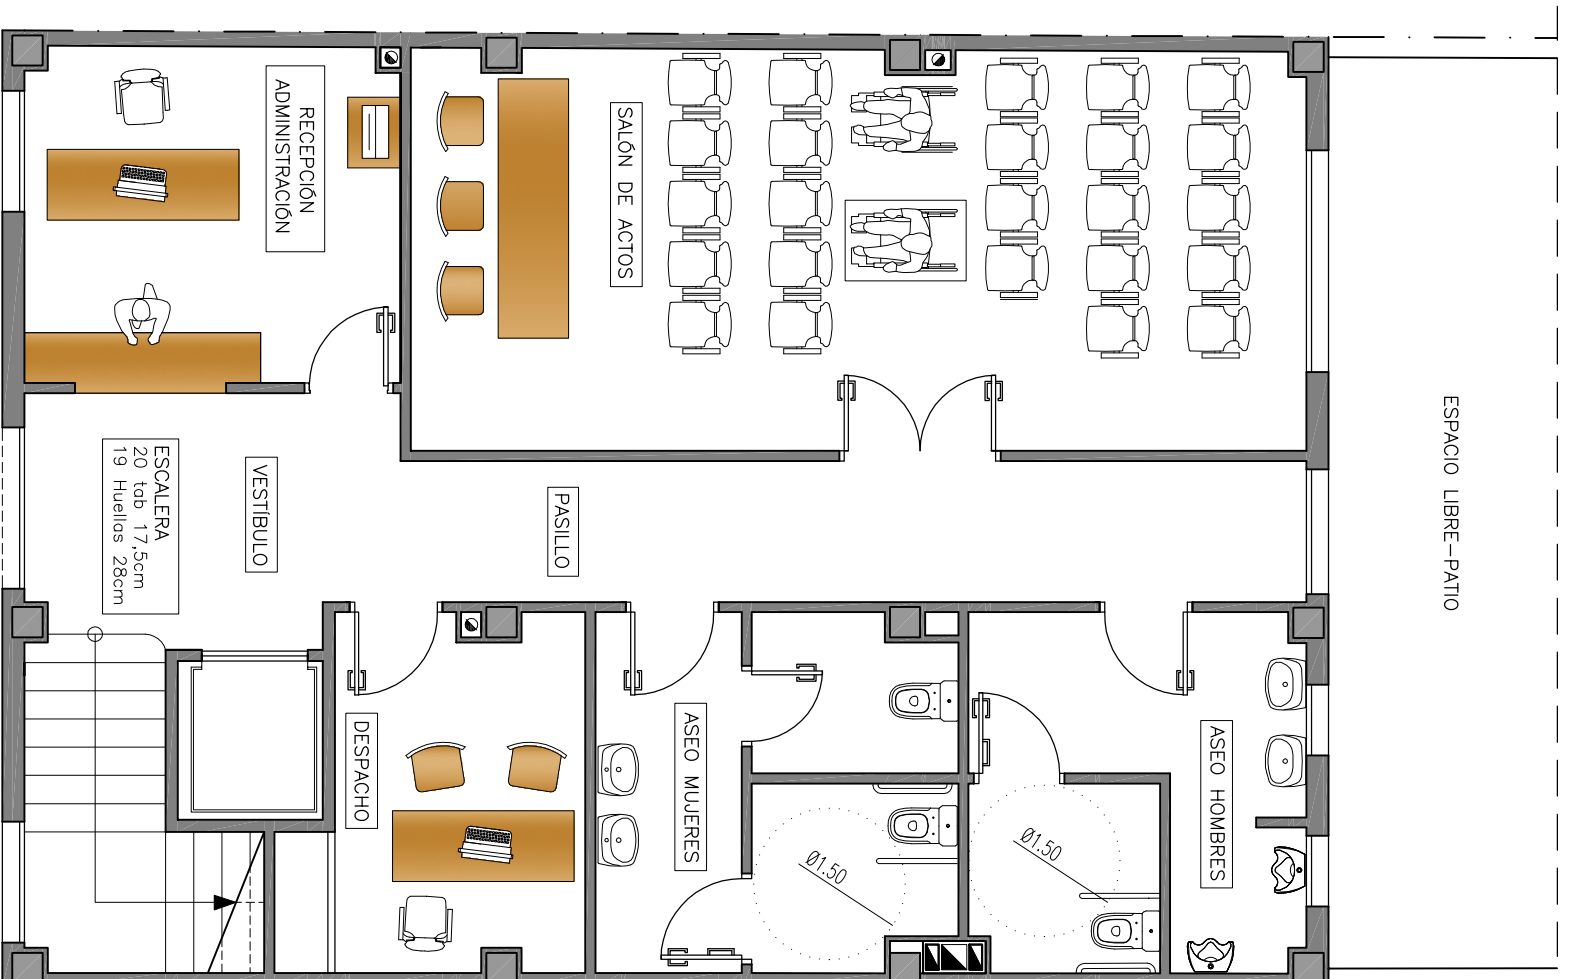 RECEPCIÓN
ADMINISTRACIÓN
SALÓN DE ACTOS
ESPACIO LIBRE-PATIO
ESCALERA
20 tab 17,5cm
19 Huellas 28cm
VESTÍBULO
PASILLO
DESPACHO
ASEO MUJERES
ASEO HOMBRES
Ø1.50
Ø1.50